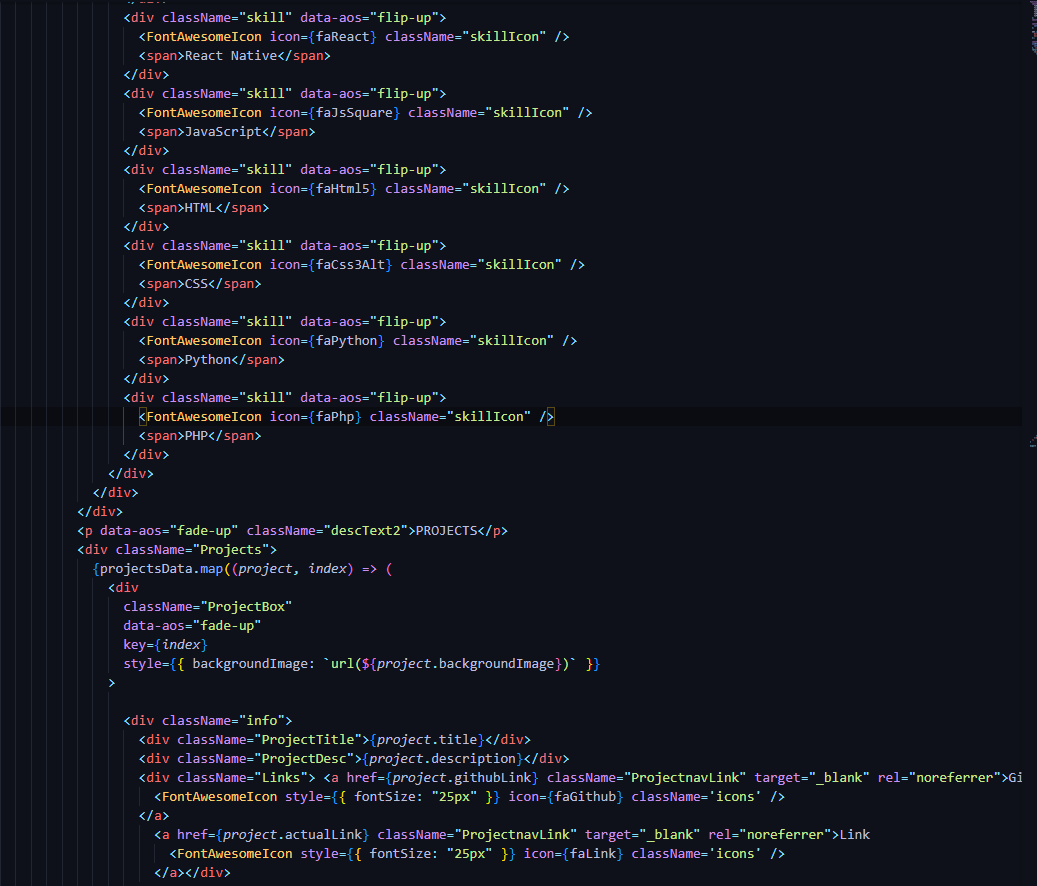 <div className="skill" data-aos="flip-up">
<FontAwesomeIcon icon={faReact} className="skillIcon" />
<span>React Native</span>
</div>
<div className="skill" data-aos="flip-up">
<FontAwesomeIcon icon={faJsSquare} className="skillIcon" />
<span>JavaScript</span>
</div>
<div className="skill" data-aos="flip-up">
<FontAwesomeIcon icon={faHtml5} className="skillIcon" />
<span>HTML</span>
</div>
<div className="skill" data-aos="flip-up">
<FontAwesomeIcon icon={faCss3Alt} className="skillIcon" />
<span>CSS</span>
</div>
<div className="skill" data-aos="flip-up">
<FontAwesomeIcon icon={faPython} className="skillIcon" />
<span>Python</span>
</div>
<div className="skill" data-aos="flip-up">
<FontAwesomeIcon icon={faPhp} className="skillIcon" />
<span>PHP</span>
</div>
</div>
</div>
</div>
<p data-aos="fade-up" className="descText2">PROJECTS</p>
<div className="Projects">
{projectsData.map((project, index) => (
<div
className="ProjectBox"
data-aos="fade-up"
key={index}
style={{ backgroundImage: `url(${project.backgroundImage})` }}
>
<div className="info">
<div className="ProjectTitle">{project.title}</div>
<div className="ProjectDesc">{project.description}</div>
<div className="Links"> <a href={project.githubLink} className="ProjectnavLink" target="_blank" rel="noreferrer">Gi
<FontAwesomeIcon style={{ fontSize: "25px" }} icon={faGithub} className='icons' />
</a>
<a href={project.actualLink} className="ProjectnavLink" target="_blank" rel="noreferrer">Link
<FontAwesomeIcon style={{ fontSize: "25px" }} icon={faLink} className='icons' />
</a></div>